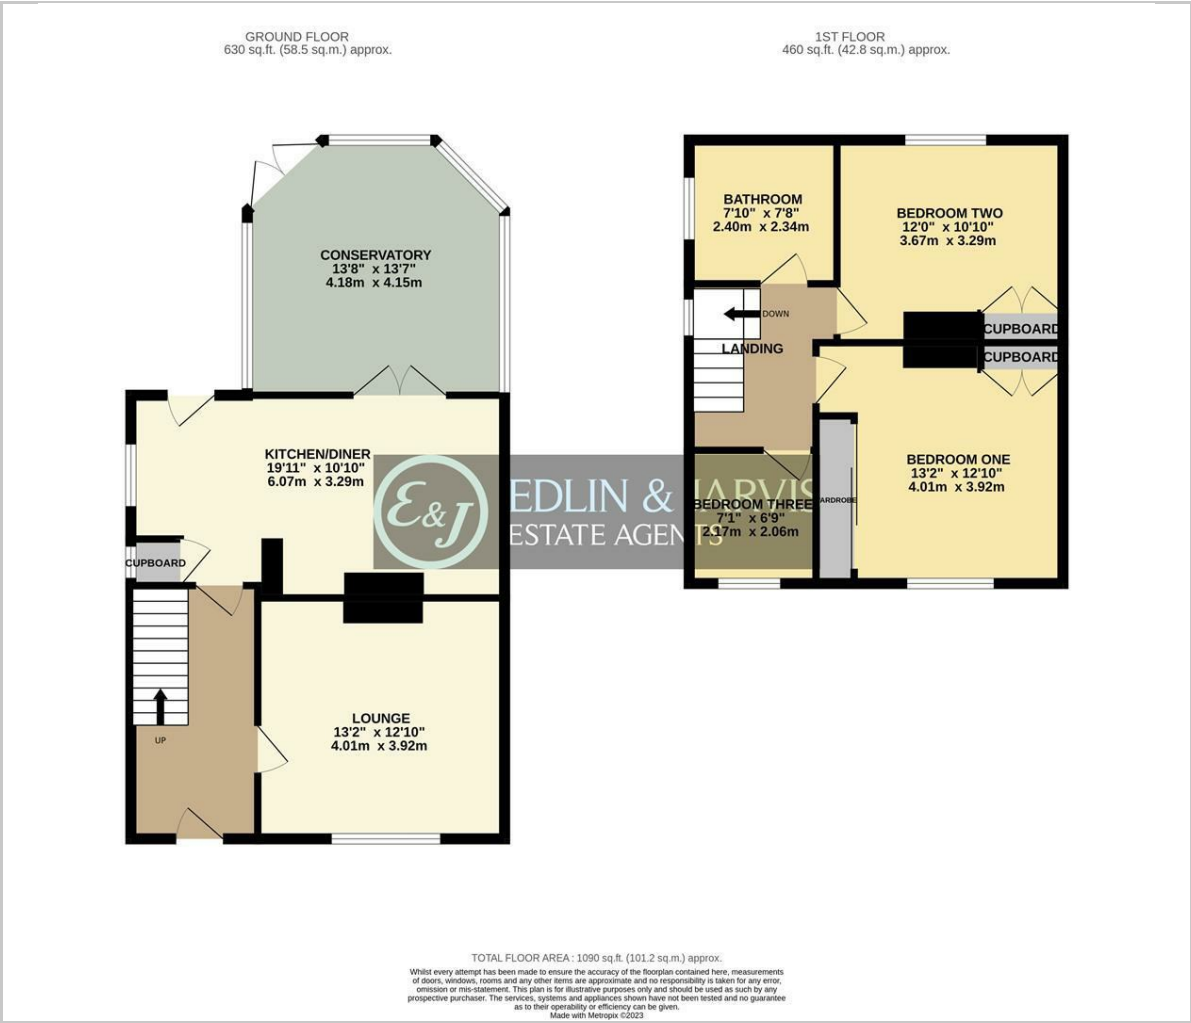 GROUND FLOOR
630 sq.ft. (58.5 sq.m.) approx.
1ST FLOOR
460 sq.ft. (42.8 sq.m.) approx.
CONSERVATORY
13'8" x 13'7"
4.18m x 4.15m
KITCHEN/DINER
19'11" x 10'10"
6.07m x 3.29m
CUPBOARD
UP
LOUNGE
13'2" x 12'10"
4.01m x 3.92m
BATHROOM
7'10" x 7'8"
2.40m x 2.34m
BEDROOM TWO
12'0" x 10'10"
3.67m x 3.29m
CUPBOARD
CUPBOARD
DOWN
LANDING
BEDROOM ONE
13'2" x 12'10"
4.01m x 3.92m
ARDROBE
BEDROOM THREE
7'1" x 6'9"
2.17m x 2.06m
E&J
EDLIN & JARVIS
ESTATE AGENTS
TOTAL FLOOR AREA : 1090 sq.ft. (101.2 sq.m.) approx.
Whilst every attempt has been made to ensure the accuracy of the floorplan contained here, measurements
of doors, windows, rooms and any other items are approximate and no responsibility is taken for any error,
omission or mis-statement. This plan is for illustrative purposes only and should be used as such by any
prospective purchaser. The services, systems and appliances shown have not been tested and no guarantee
as to their operability or efficiency can be given.
Made with Metropix ©2023